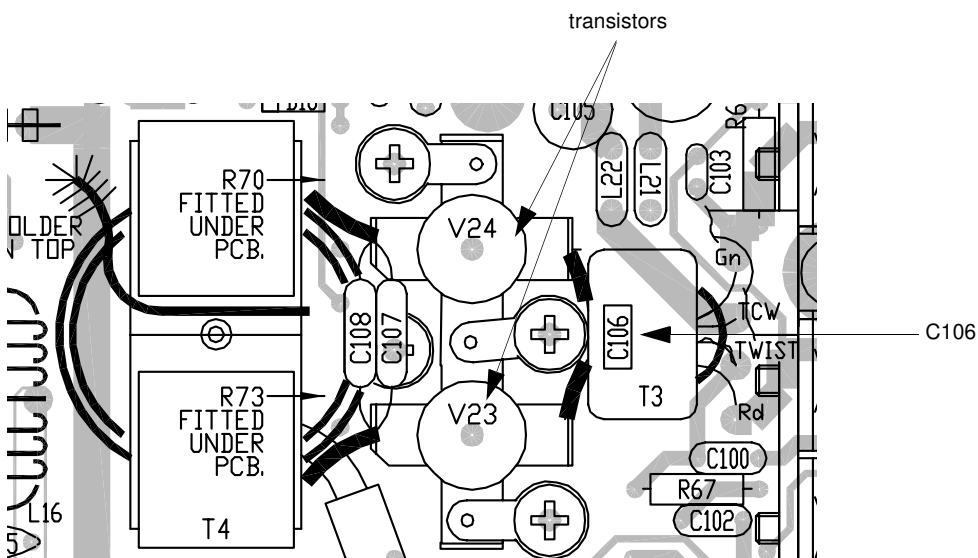 transistors
C105
R70
FITTED
UNDER
PCB.
V24
L22
L21
C103
OLDER
N TOP
Gn
TCW
C108
C107
C106
C106
TWIST
R73
FITTED
UNDER
PCB.
V23
T3
Rd
C100
R67
C102
L16
T4
5